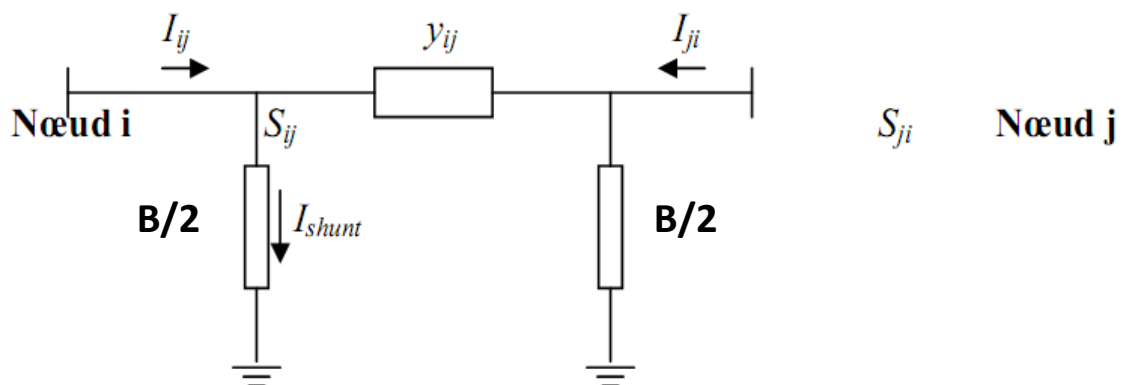 I_ij y_ij I_ji
Nœud i S_ij S_ji Nœud j
B/2 I_shunt B/2